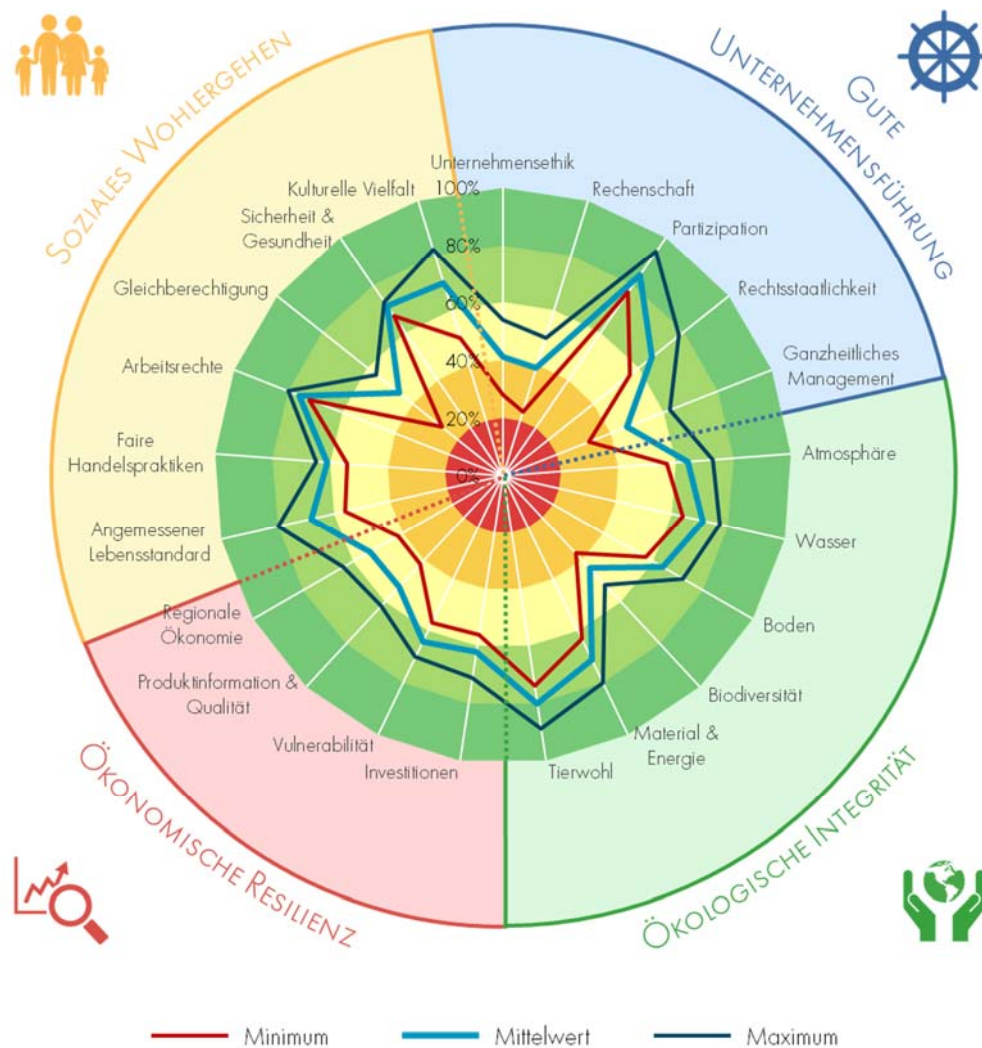 SOZIALES WOHLERGEHEN
GUTE
UNTERNEHMENSFÜHRUNG
Unternehmensethik
Rechenschaft
Partizipation
Rechtsstaatlichkeit
Ganzheitliches
Management
Atmosphäre
Wasser
Boden
Biodiversität
Material &
Energie
Tierwohl
Investitionen
Vulnerabilität
Produktinformation &
Qualität
Regionale
Ökonomie
Angemessener
Lebensstandard
Faire
Handelspraktiken
Arbeitsrechte
Gleichberechtigung
Sicherheit &
Gesundheit
Kulturelle Vielfalt
100%
80%
60%
40%
20%
0%
ÖKONOMISCHE RESILIENZ
ÖKOLOGISCHE INTEGRITÄT
Minimum
Mittelwert
Maximum